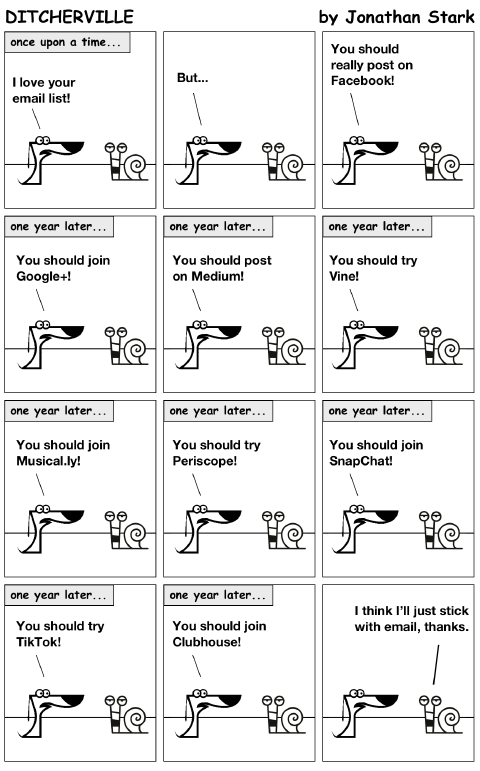 DITCHERVILLE
by Jonathan Stark
once upon a time...
I love your
email list!
But...
You should
really post on
Facebook!
one year later...
You should join
Google+!
one year later...
You should post
on Medium!
one year later...
You should try
Vine!
one year later...
You should join
Musical.ly!
one year later...
You should try
Periscope!
one year later...
You should join
SnapChat!
one year later...
You should try
TikTok!
one year later...
You should join
Clubhouse!
I think I'll just stick
with email, thanks.